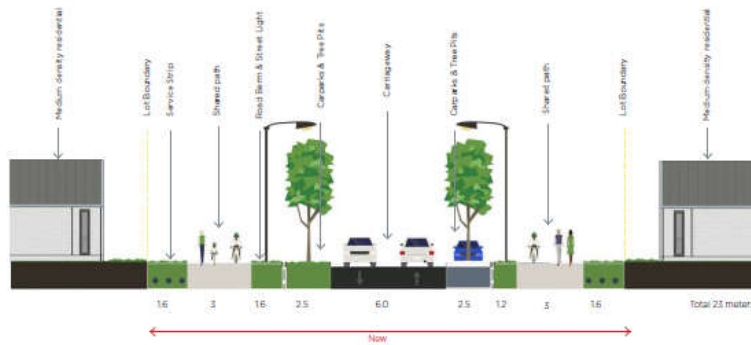 Medium density residential
Lot Boundary
Service Strip
Shared path
Road Berm & Street Light
Carparks & Tree Pits
Carriageway
Carparks & Tree Pits
Shared path
Lot Boundary
Medium density residential
1.6 3 1.6 2.5 6.0 2.5 1.2 3 1.6 Total 23 meters
New